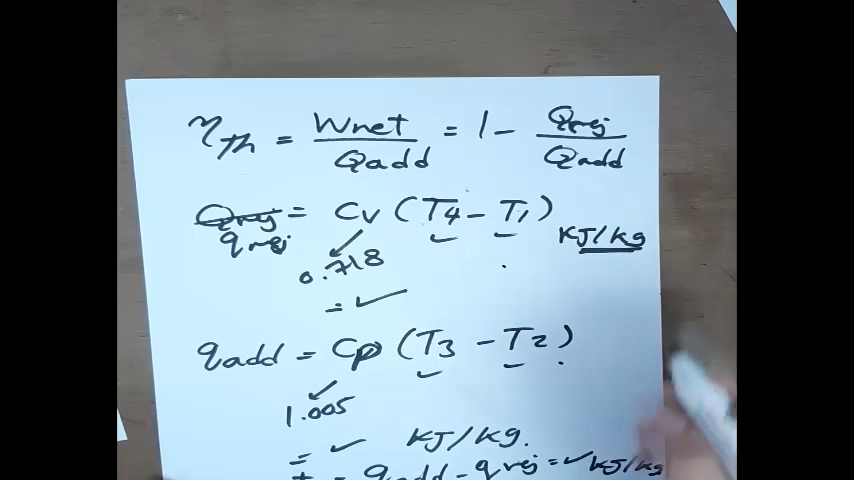 ηth = Wnet / Qadd = 1 - Qrej / Qadd
Qrej = Cv (T4 - T1)
qrej KJ/Kg
0.718
= ✓
qadd = Cp (T3 - T2)
1.005
= ✓ KJ/Kg.
= qadd - qrej = ✓ KJ/Kg